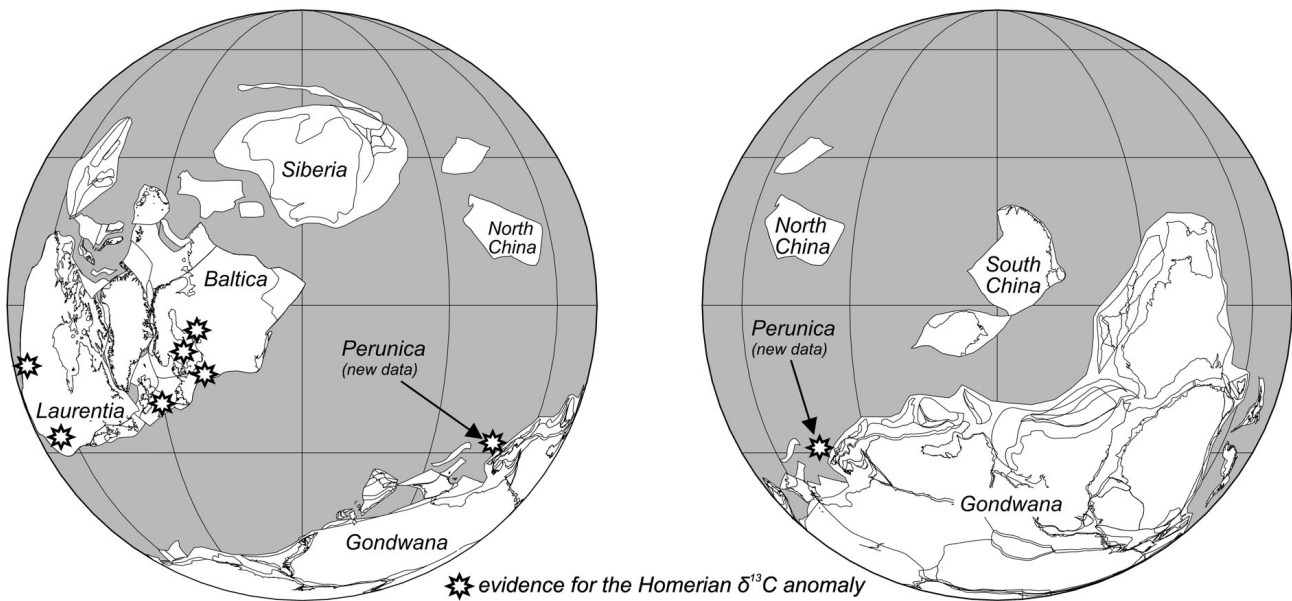 Siberia
North
China
Baltica
Perunica
(new data)
Laurentia
Gondwana
North
China
South
China
Perunica
(new data)
Gondwana
evidence for the Homerian δ¹³C anomaly